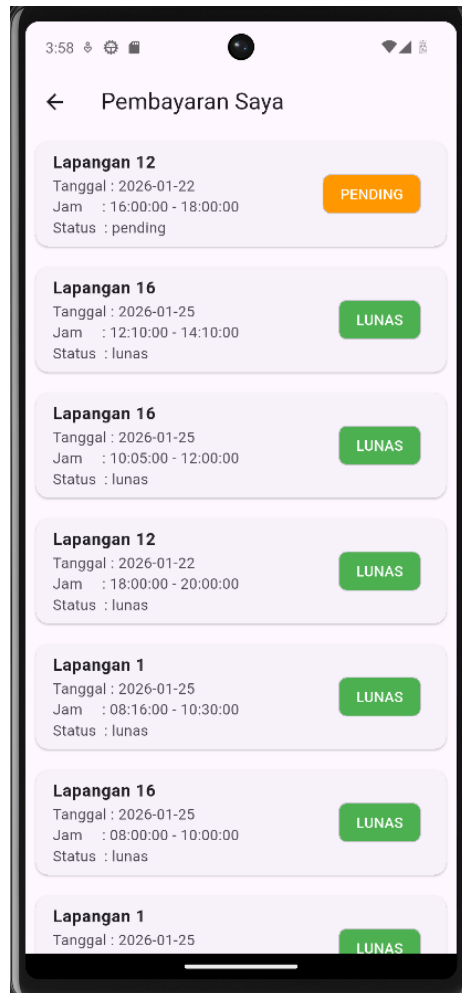 3:58
Pembayaran Saya
Lapangan 12
Tanggal : 2026-01-22
Jam : 16:00:00 - 18:00:00
Status : pending
PENDING
Lapangan 16
Tanggal : 2026-01-25
Jam : 12:10:00 - 14:10:00
Status : lunas
LUNAS
Lapangan 16
Tanggal : 2026-01-25
Jam : 10:05:00 - 12:00:00
Status : lunas
LUNAS
Lapangan 12
Tanggal : 2026-01-22
Jam : 18:00:00 - 20:00:00
Status : lunas
LUNAS
Lapangan 1
Tanggal : 2026-01-25
Jam : 08:16:00 - 10:30:00
Status : lunas
LUNAS
Lapangan 16
Tanggal : 2026-01-25
Jam : 08:00:00 - 10:00:00
Status : lunas
LUNAS
Lapangan 1
Tanggal : 2026-01-25
LUNAS